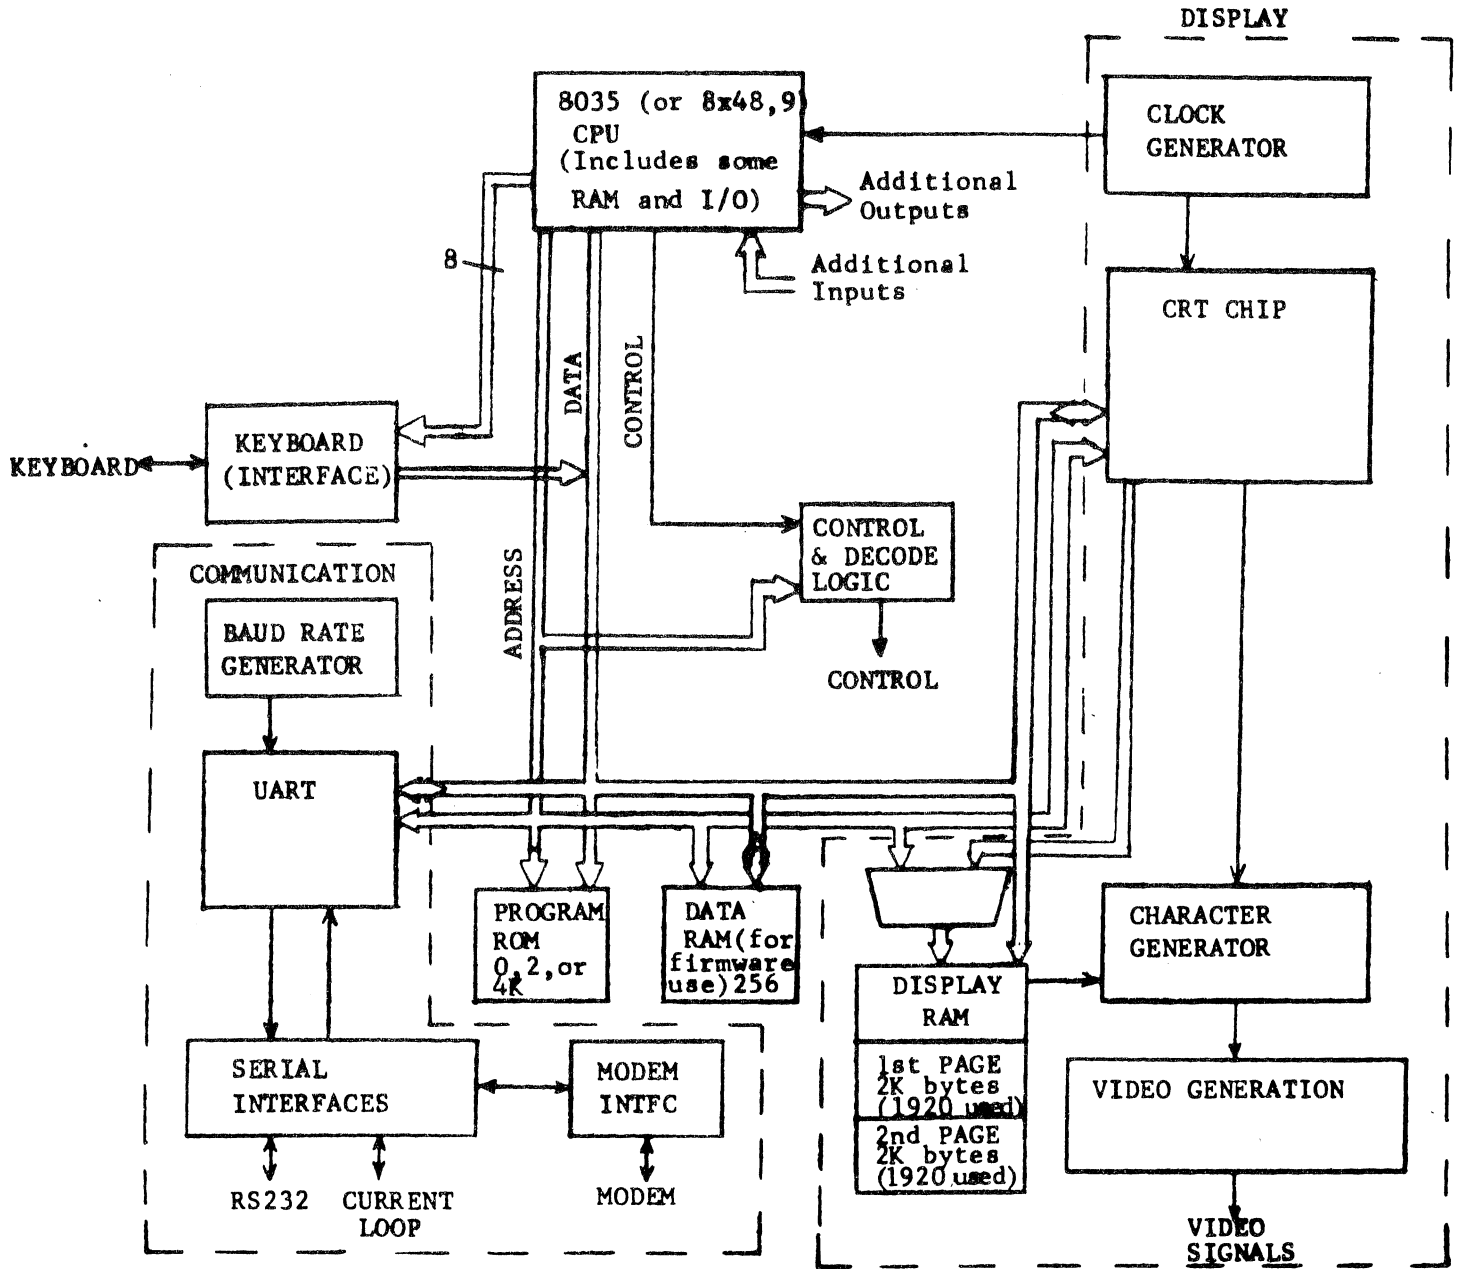 DISPLAY
8035 (or 8x48,9)
CPU
(Includes some
RAM and I/O)
CLOCK
GENERATOR
Additional
Outputs
8
Additional
Inputs
CRT CHIP
DATA
CONTROL
KEYBOARD
KEYBOARD
(INTERFACE)
CONTROL
& DECODE
LOGIC
ADDRESS
COMMUNICATION
BAUD RATE
GENERATOR
CONTROL
UART
PROGRAM
ROM
0,2,or
4K
DATA
RAM(for
firmware
use)256
CHARACTER
GENERATOR
DISPLAY
RAM
1st PAGE
2K bytes
(1920 used)
2nd PAGE
2K bytes
(1920 used)
SERIAL
INTERFACES
MODEM
INTFC
VIDEO GENERATION
RS232
CURRENT
LOOP
MODEM
VIDEO
SIGNALS